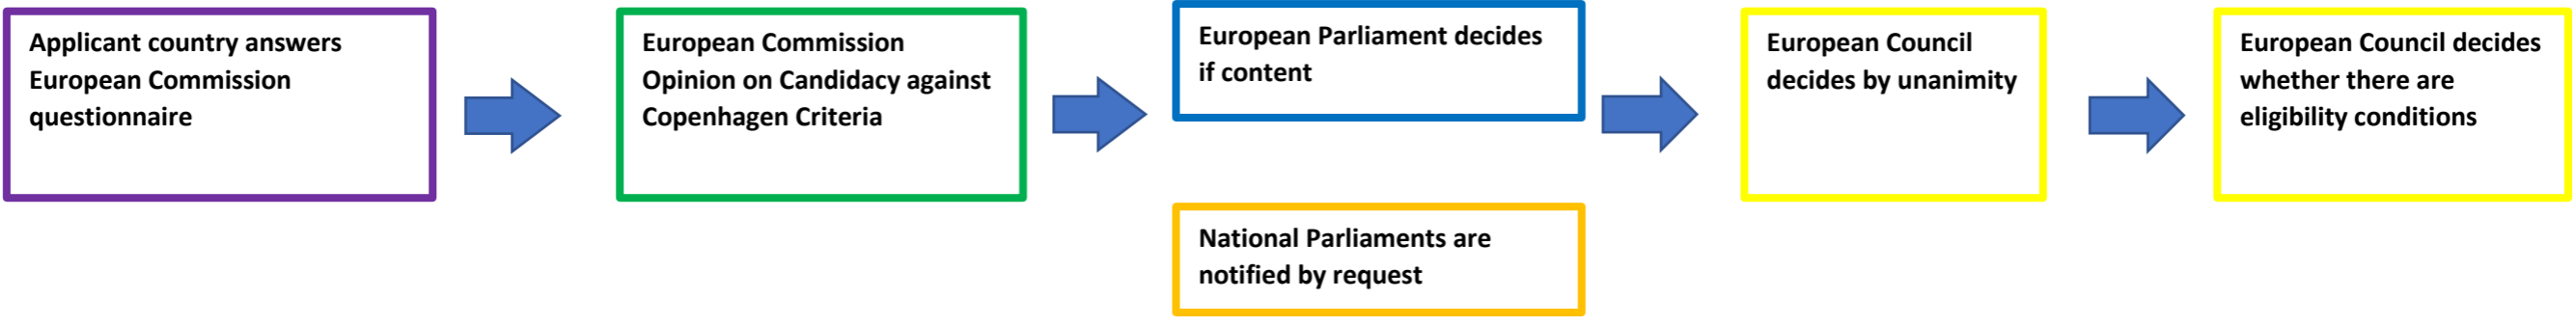 Applicant country answers
European Commission
questionnaire
European Commission
Opinion on Candidacy against
Copenhagen Criteria
European Parliament decides
if content
National Parliaments are
notified by request
European Council
decides by unanimity
European Council decides
whether there are
eligibility conditions